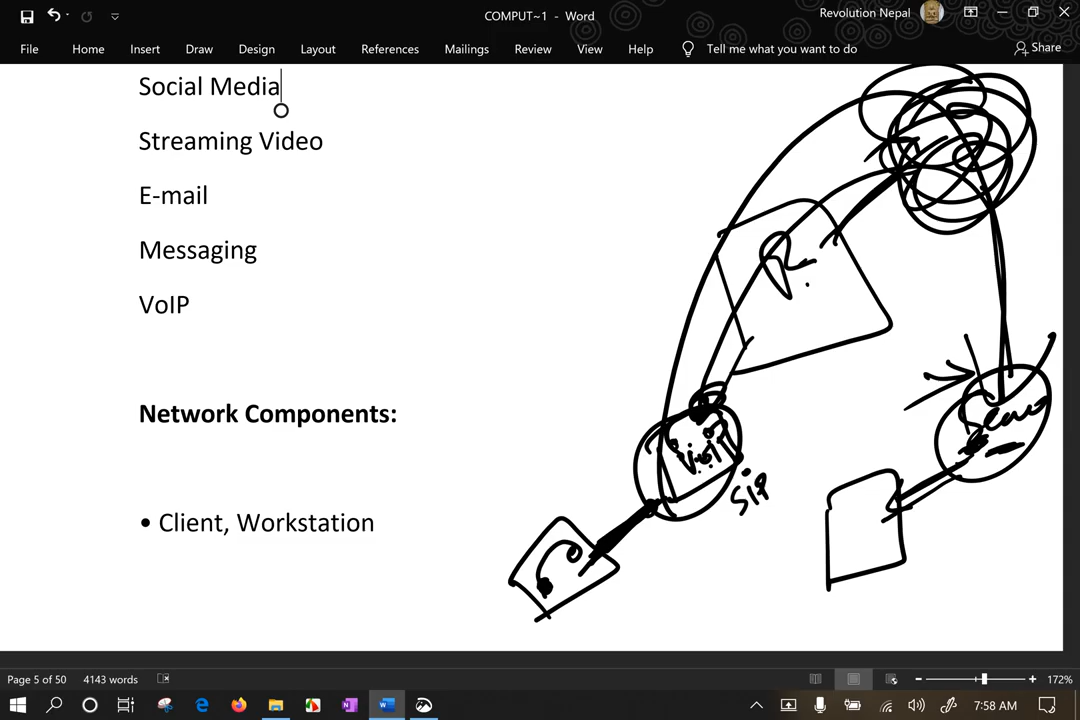 COMPUT~1 - Word
Revolution Nepal
File Home Insert Draw Design Layout References Mailings Review View Help Tell me what you want to do Share
Social Media
Streaming Video
E-mail
Messaging
VoIP
R.
Network Components:
VoIP
Sip
• Client, Workstation
Page 5 of 50 4143 words 172%
7:58 AM